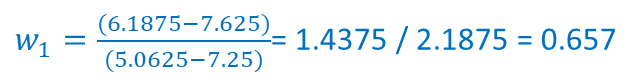 w₁ = (6.1875−7.625) / (5.0625−7.25) = 1.4375 / 2.1875 = 0.657